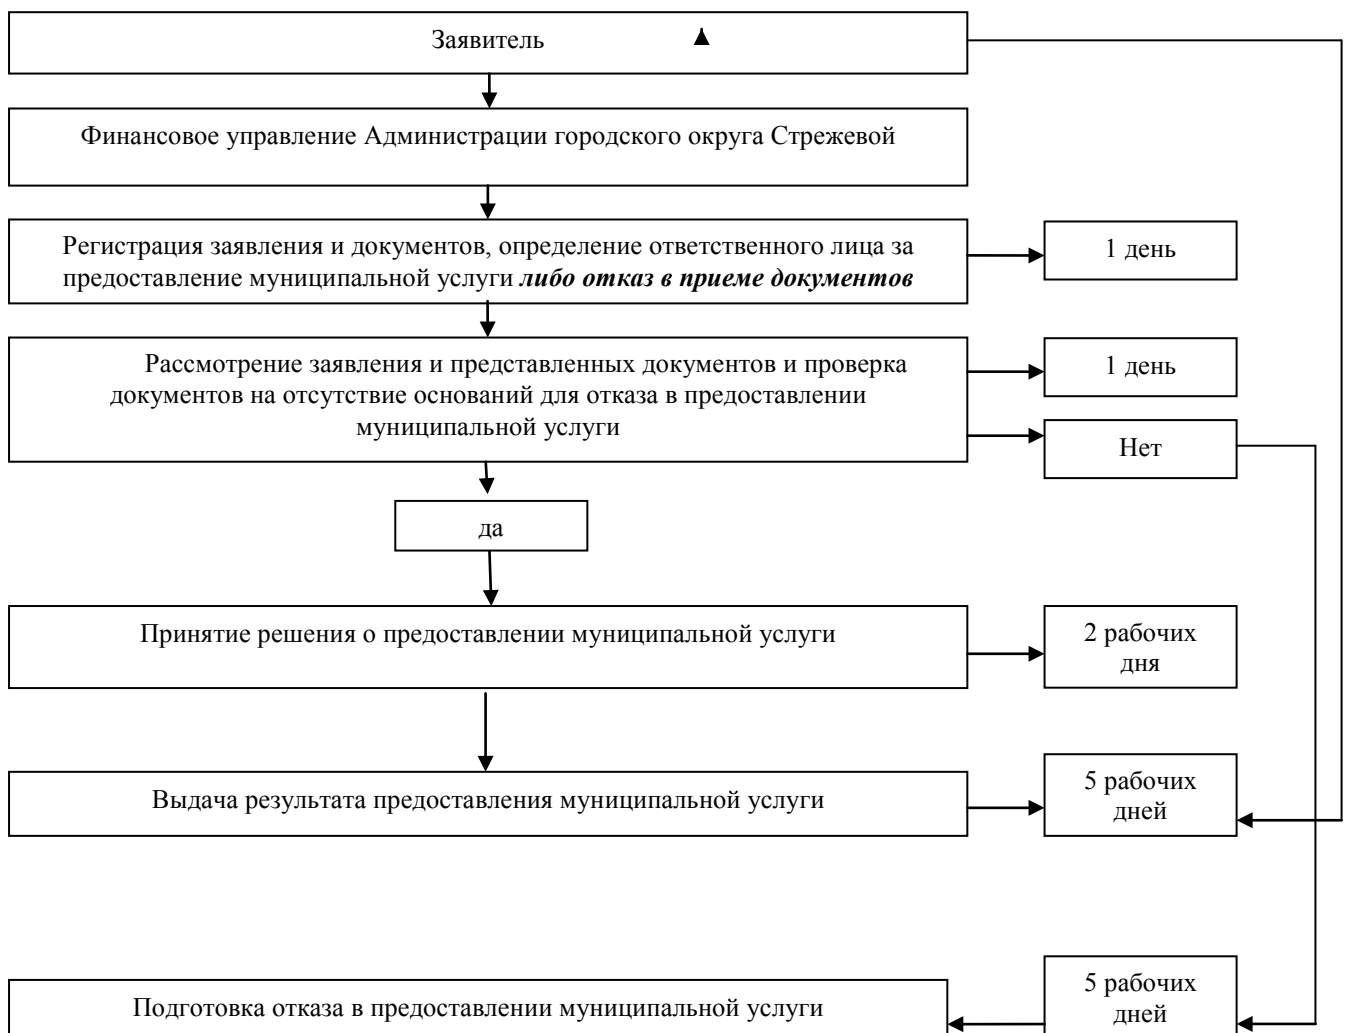 Заявитель
Финансовое управление Администрации городского округа Стрежевой
Регистрация заявления и документов, определение ответственного лица за
предоставление муниципальной услуги либо отказ в приеме документов
1 день
Рассмотрение заявления и представленных документов и проверка
документов на отсутствие оснований для отказа в предоставлении
муниципальной услуги
1 день
Нет
да
Принятие решения о предоставлении муниципальной услуги
2 рабочих
дня
Выдача результата предоставления муниципальной услуги
5 рабочих
дней
Подготовка отказа в предоставлении муниципальной услуги
5 рабочих
дней